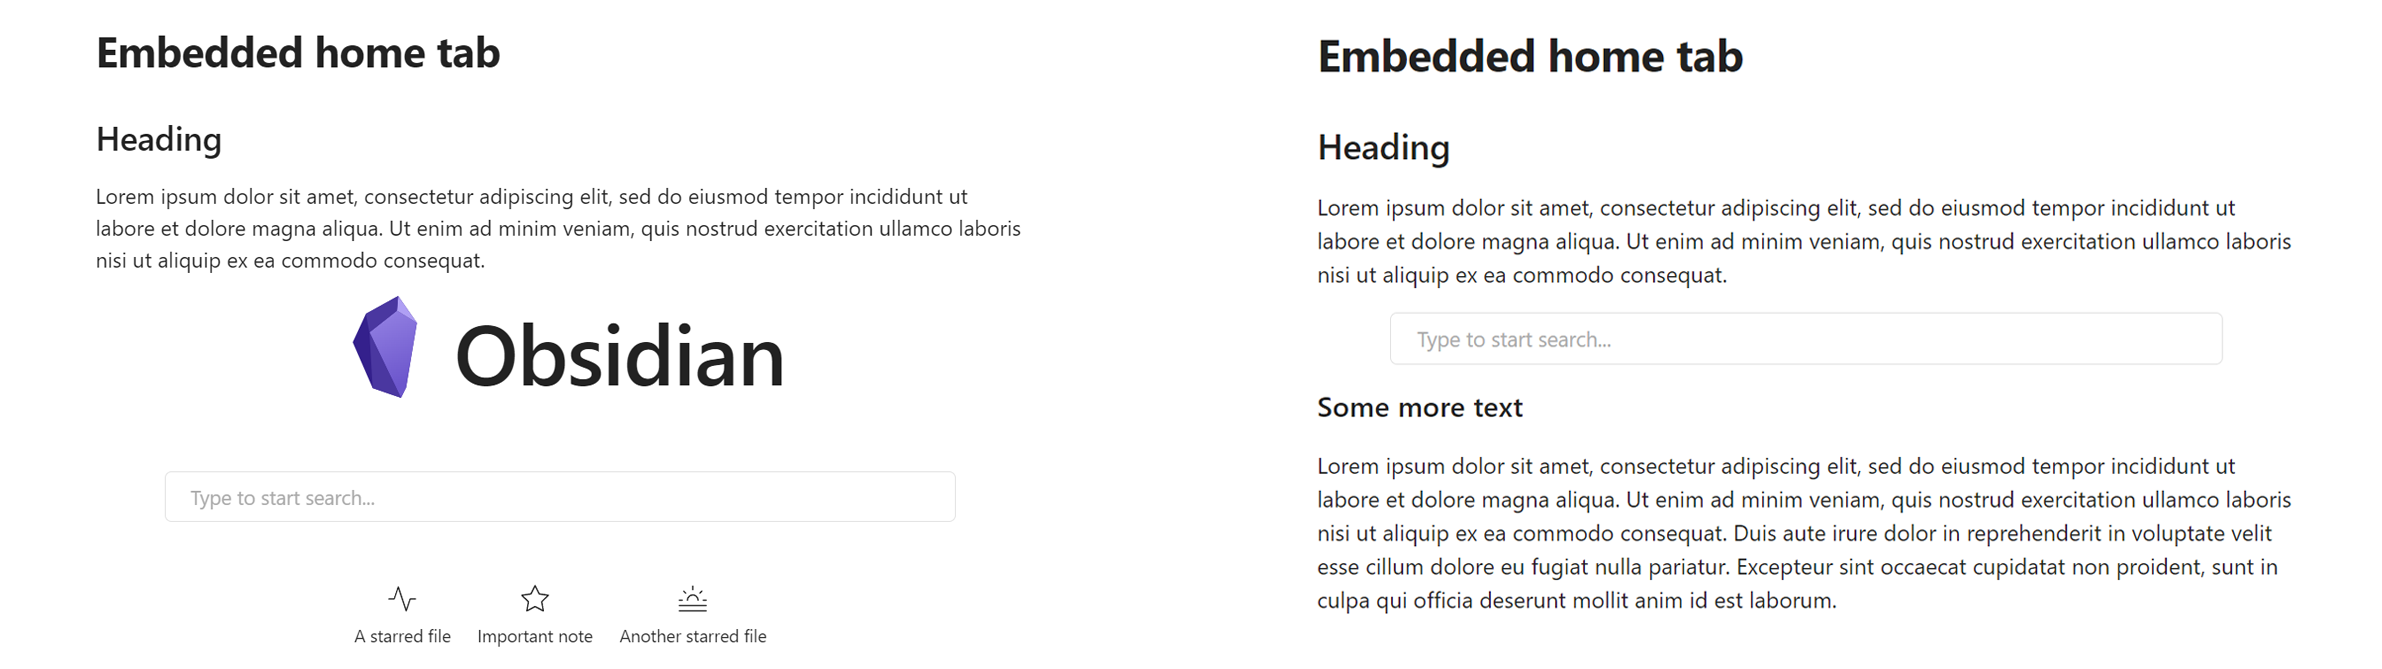 Embedded home tab
Heading
Lorem ipsum dolor sit amet, consectetur adipiscing elit, sed do eiusmod tempor incididunt ut
labore et dolore magna aliqua. Ut enim ad minim veniam, quis nostrud exercitation ullamco laboris
nisi ut aliquip ex ea commodo consequat.
Obsidian
Type to start search...
A starred file
Important note
Another starred file
Embedded home tab
Heading
Lorem ipsum dolor sit amet, consectetur adipiscing elit, sed do eiusmod tempor incididunt ut
labore et dolore magna aliqua. Ut enim ad minim veniam, quis nostrud exercitation ullamco laboris
nisi ut aliquip ex ea commodo consequat.
Type to start search...
Some more text
Lorem ipsum dolor sit amet, consectetur adipiscing elit, sed do eiusmod tempor incididunt ut
labore et dolore magna aliqua. Ut enim ad minim veniam, quis nostrud exercitation ullamco laboris
nisi ut aliquip ex ea commodo consequat. Duis aute irure dolor in reprehenderit in voluptate velit
esse cillum dolore eu fugiat nulla pariatur. Excepteur sint occaecat cupidatat non proident, sunt in
culpa qui officia deserunt mollit anim id est laborum.